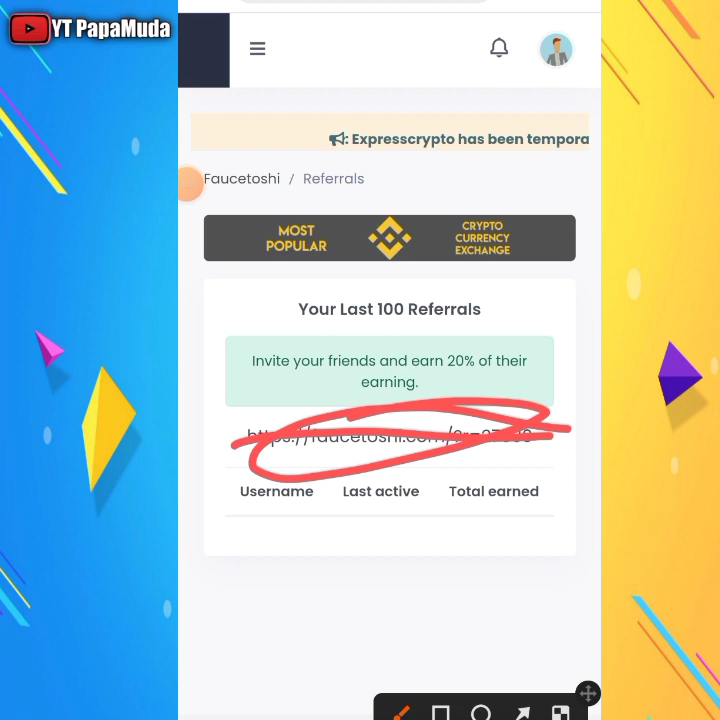 YT PapaMuda
: Expresscrypto has been tempora
Faucetoshi / Referrals
MOST
POPULAR
CRYPTO
CURRENCY
EXCHANGE
Your Last 100 Referrals
Invite your friends and earn 20% of their
earning.
Username Last active Total earned